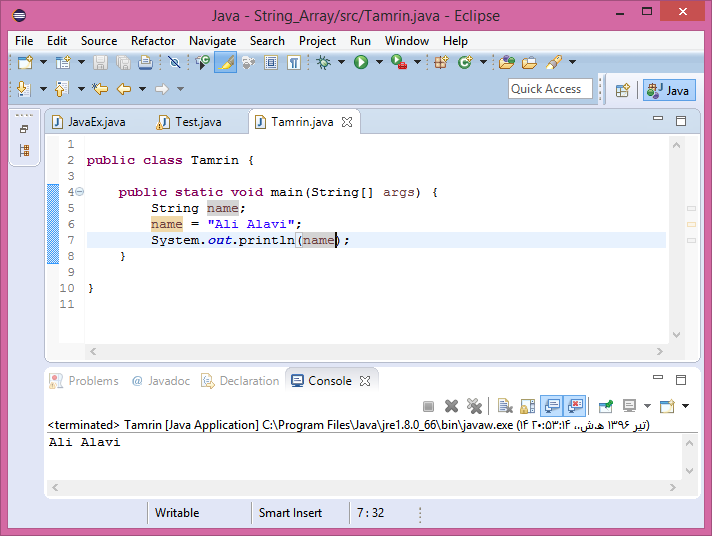 Java - String_Array/src/Tamrin.java - Eclipse
File Edit Source Refactor Navigate Search Project Run Window Help
Quick Access
Java
JavaEx.java Test.java Tamrin.java
1
2 public class Tamrin {
3
4 public static void main(String[] args) {
5 String name;
6 name = "Ali Alavi";
7 System.out.println(name);
8 }
9
10 }
11
Problems @ Javadoc Declaration Console
<terminated> Tamrin [Java Application] C:\Program Files\Java\jre1.8.0_66\bin\javaw.exe (۱۴ تیر ۱۳۹۶ ه‍.ش.،‏ ۲۰:۵۳:۱۴)
Ali Alavi
Writable Smart Insert 7 : 32